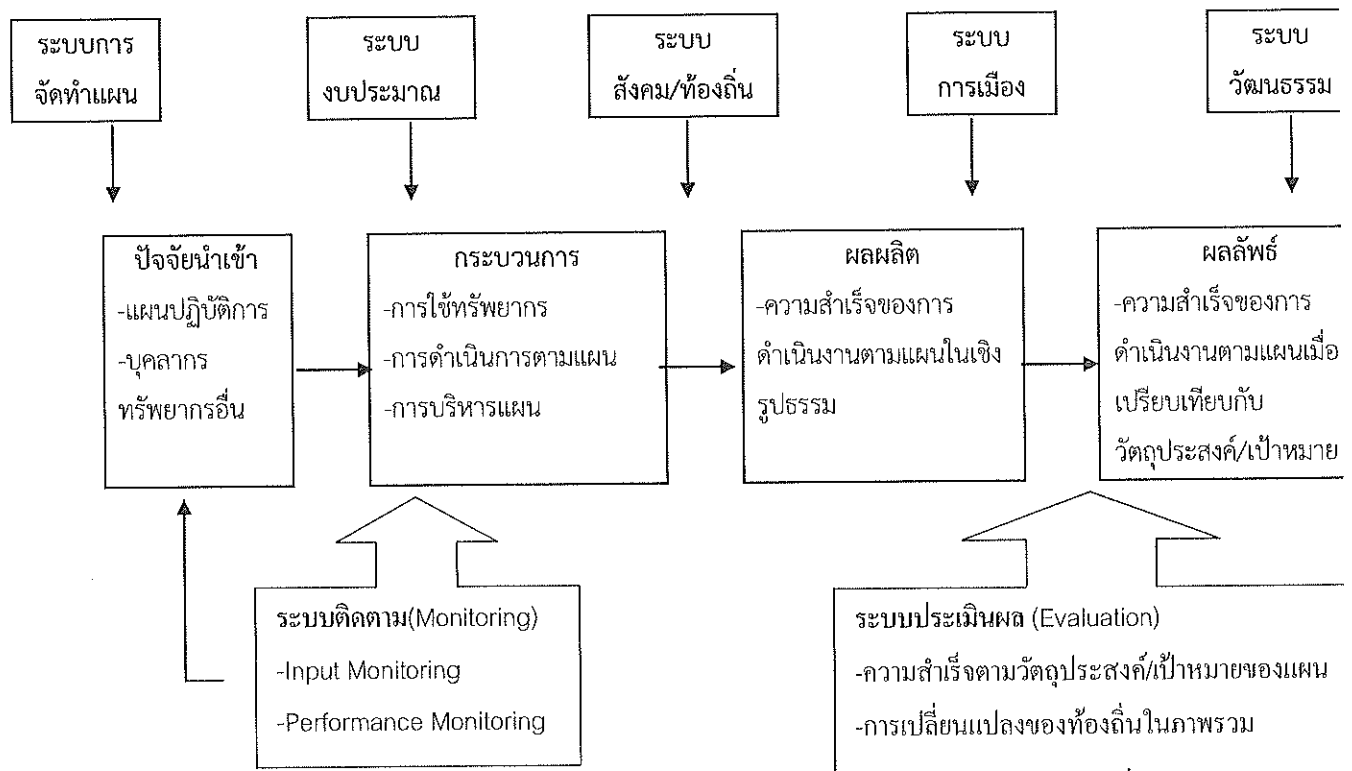 ระบบการ
จัดทำแผน
ระบบ
งบประมาณ
ระบบ
สังคม/ท้องถิ่น
ระบบ
การเมือง
ระบบ
วัฒนธรรม
ปัจจัยนำเข้า
-แผนปฏิบัติการ
-บุคลากร
ทรัพยากรอื่น
กระบวนการ
-การใช้ทรัพยากร
-การดำเนินการตามแผน
-การบริหารแผน
ผลผลิต
-ความสำเร็จของการ
ดำเนินงานตามแผนในเชิง
รูปธรรม
ผลลัพธ์
-ความสำเร็จของการ
ดำเนินงานตามแผนเมื่อ
เปรียบเทียบกับ
วัตถุประสงค์/เป้าหมาย
ระบบติดตาม(Monitoring)
-Input Monitoring
-Performance Monitoring
ระบบประเมินผล (Evaluation)
-ความสำเร็จตามวัตถุประสงค์/เป้าหมายของแผน
-การเปลี่ยนแปลงของท้องถิ่นในภาพรวม